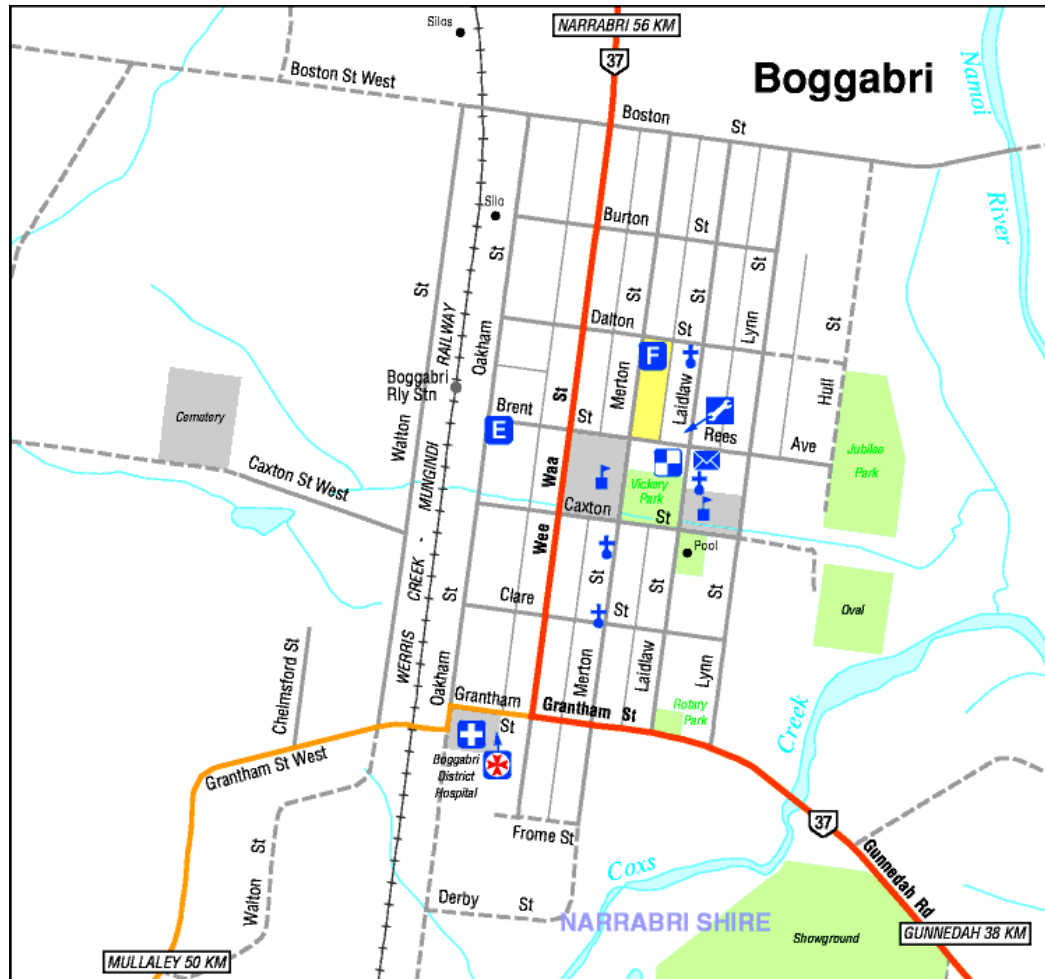 Silos
NARRABRI 56 KM
37
Boggabri
Namoi
River
Boston St West
Boston St
Silo
Burton St
St
St
St
St
St
Dalton St
Lynn
St
Hull
RAILWAY
Oakham
Boggabri
Rly Stn
F
Merton
Laidlaw
Brent St
St
E
Rees Ave
Walton
Cemetery
Jubilee
Park
MUNGINDI
Waa
Vickery
Park
Caxton St West
Caxton St
Wee
Pool
CREEK -
St
Clare St
St
St
St
Oval
Chelmsford St
WERRIS
Oakham
Merton
Laidlaw
Lynn
Grantham St
Grantham St
Rotary
Park
Creek
Grantham St West
Boggabri
District
Hospital
Frome St
37
Gunnedah Rd
Walton St
Coxs
Derby St
NARRABRI SHIRE
Showground
GUNNEDAH 38 KM
MULLALEY 50 KM